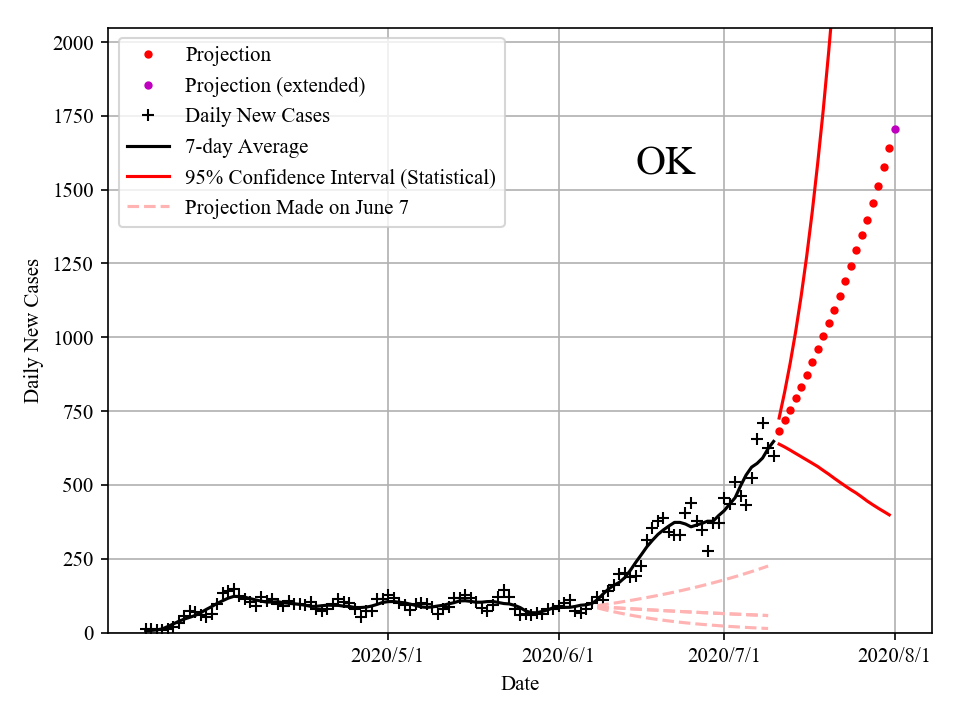 2000
1750
1500
1250
1000
750
500
250
0
Daily New Cases
Projection
Projection (extended)
Daily New Cases
7-day Average
95% Confidence Interval (Statistical)
Projection Made on June 7
OK
2020/5/1
2020/6/1
2020/7/1
2020/8/1
Date